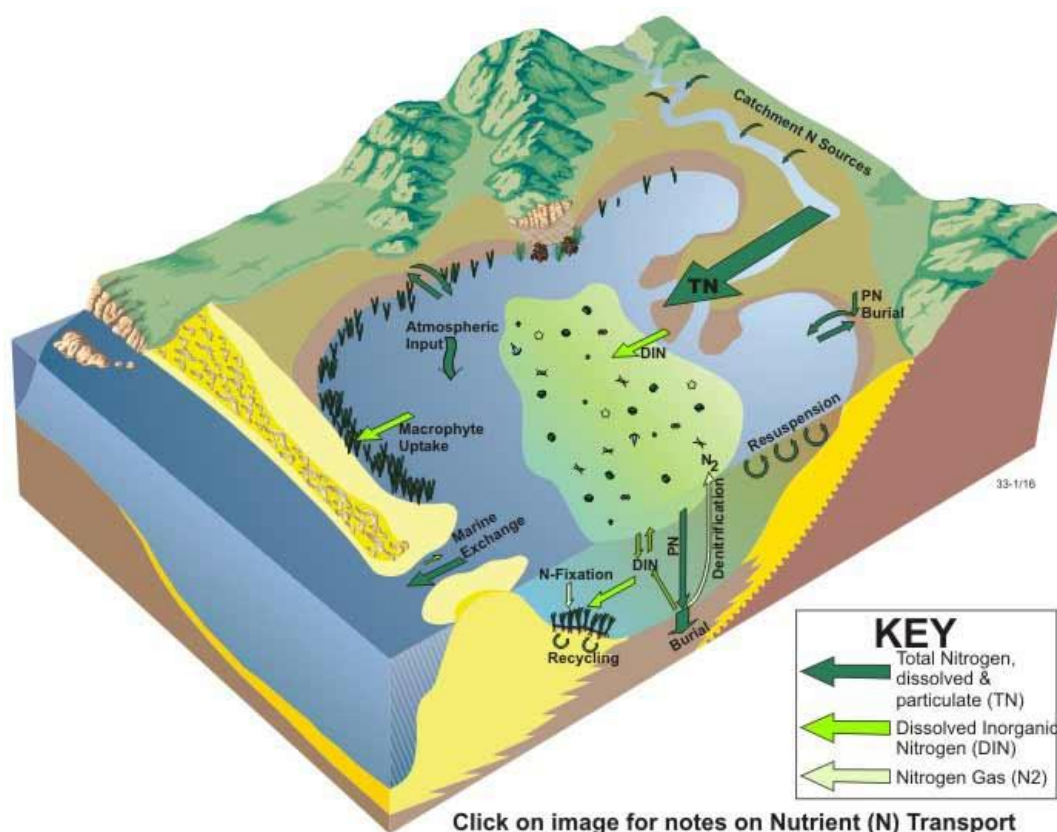 Catchment N Sources
TN
PN
Burial
Atmospheric
Input
DIN
Macrophyte
Uptake
Resuspension
N2
33-1/16
Marine
Exchange
PN
Denitrification
DIN
N-Fixation
Burial
Recycling
KEY
Total Nitrogen,
dissolved &
particulate (TN)
Dissolved Inorganic
Nitrogen (DIN)
Nitrogen Gas (N2)
Click on image for notes on Nutrient (N) Transport